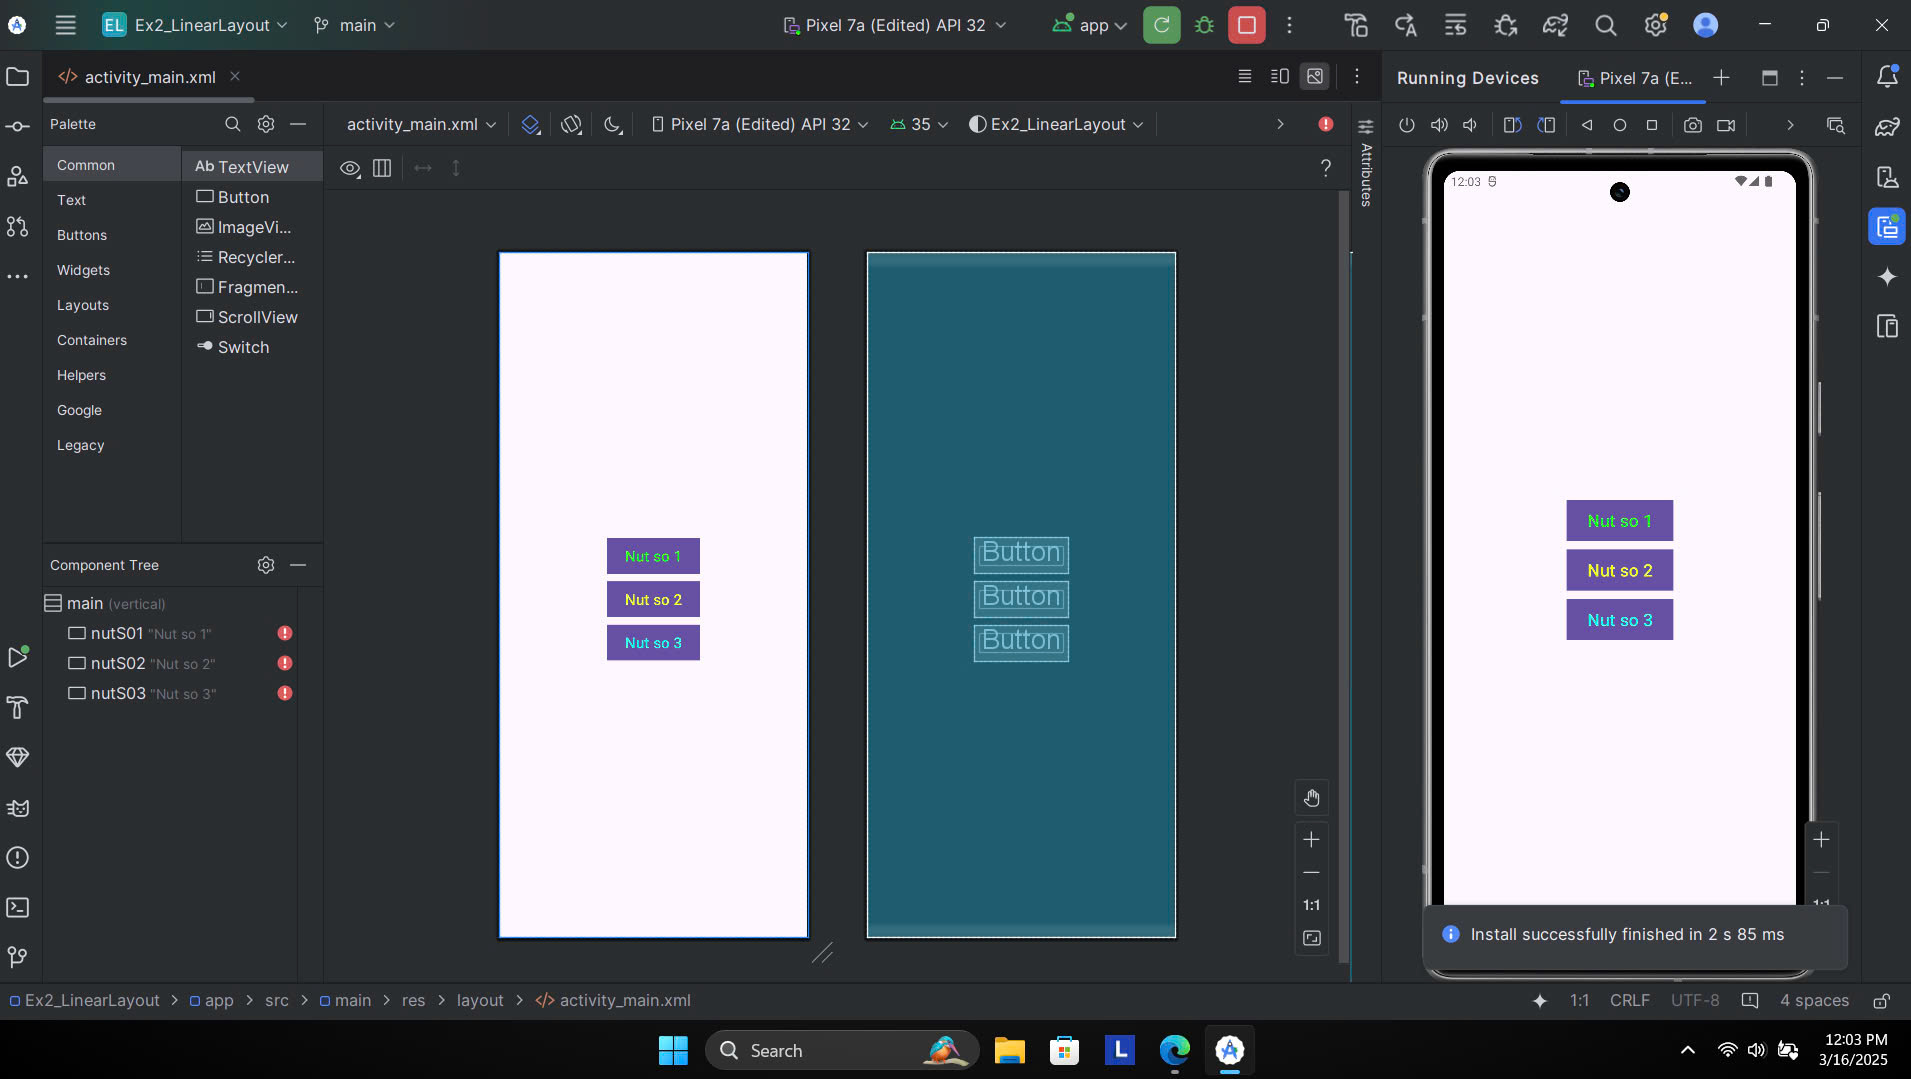 EL Ex2_LinearLayout main Pixel 7a (Edited) API 32 app
activity_main.xml Running Devices Pixel 7a (E...
Palette activity_main.xml Pixel 7a (Edited) API 32 35 Ex2_LinearLayout
Attributes
Common
Text
Buttons
Widgets
Layouts
Containers
Helpers
Google
Legacy
Ab TextView
Button
ImageVi...
Recycler...
Fragmen...
ScrollView
Switch
?
Component Tree
main (vertical)
nutS01 "Nut so 1"
nutS02 "Nut so 2"
nutS03 "Nut so 3"
Nut so 1
Nut so 2
Nut so 3
Button
Button
Button
1:1
12:03
Nut so 1
Nut so 2
Nut so 3
1:1
Install successfully finished in 2 s 85 ms
Ex2_LinearLayout > app > src > main > res > layout > activity_main.xml
1:1 CRLF UTF-8 4 spaces
Search
L
12:03 PM
3/16/2025